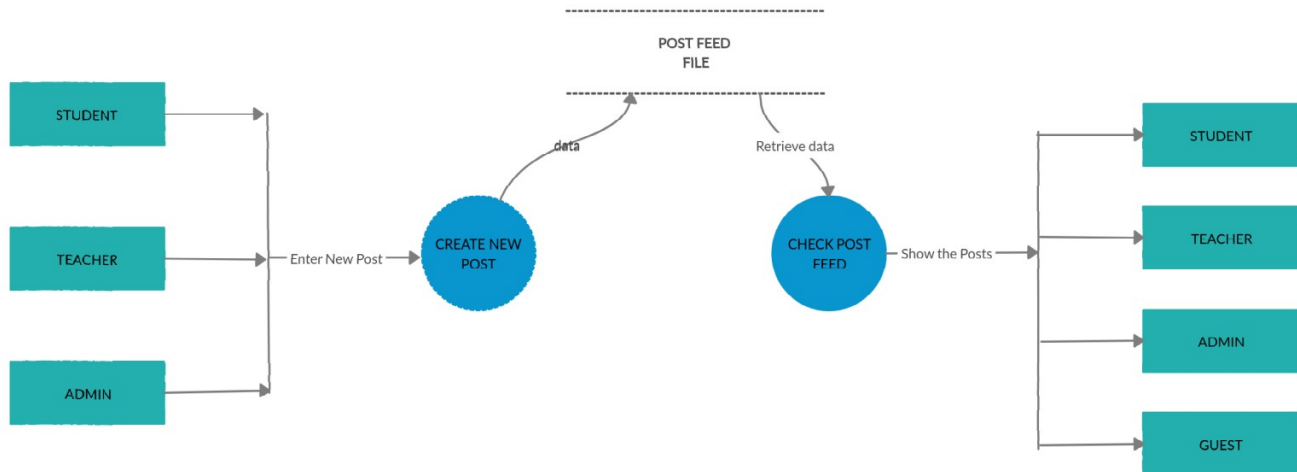 POST FEED
FILE
STUDENT
TEACHER
ADMIN
Enter New Post
CREATE NEW
POST
data
Retrieve data
CHECK POST
FEED
Show the Posts
STUDENT
TEACHER
ADMIN
GUEST